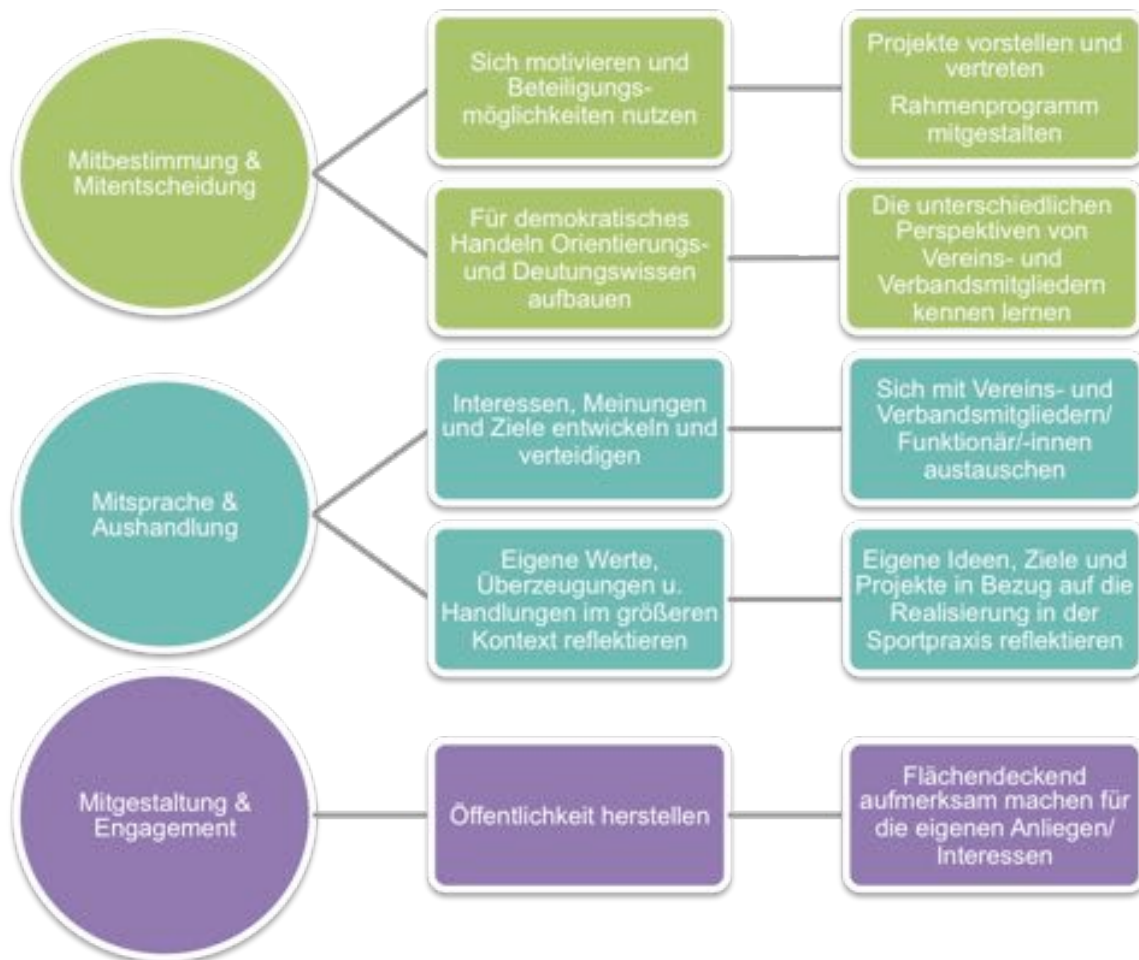 Mitbestimmung &
Mitentscheidung
Sich motivieren und
Beteiligungs-
möglichkeiten nutzen
Projekte vorstellen und
vertreten
Rahmenprogramm
mitgestalten
Für demokratisches
Handeln Orientierungs-
und Deutungswissen
aufbauen
Die unterschiedlichen
Perspektiven von
Vereins- und
Verbandsmitgliedern
kennen lernen
Mitsprache &
Aushandlung
Interessen, Meinungen
und Ziele entwickeln und
verteidigen
Sich mit Vereins- und
Verbandsmitgliedern/
Funktionär/-innen
austauschen
Eigene Werte,
Überzeugungen u.
Handlungen im größeren
Kontext reflektieren
Eigene Ideen, Ziele und
Projekte in Bezug auf die
Realisierung in der
Sportpraxis reflektieren
Mitgestaltung &
Engagement
Öffentlichkeit herstellen
Flächendeckend
aufmerksam machen für
die eigenen Anliegen/
Interessen